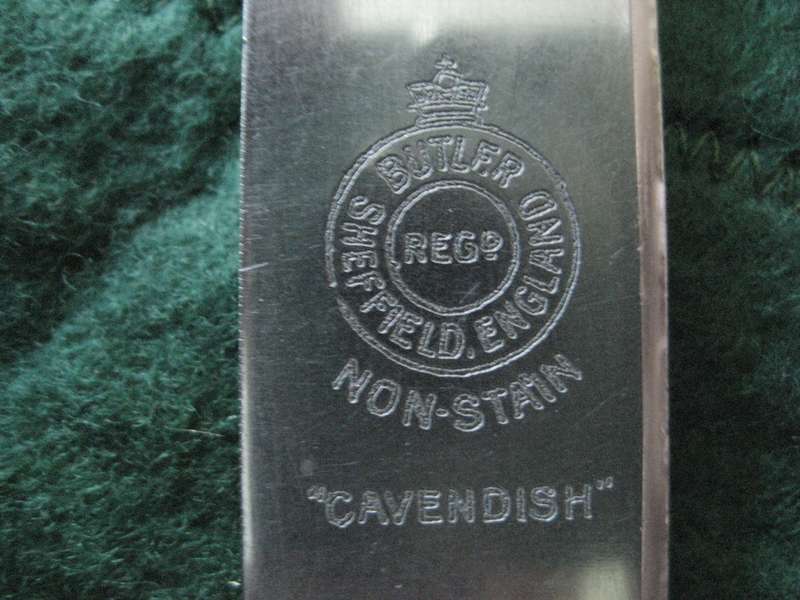 BUTLER
SHEFFIELD, ENGLAND
REGD
NON-STAIN
"CAVENDISH"